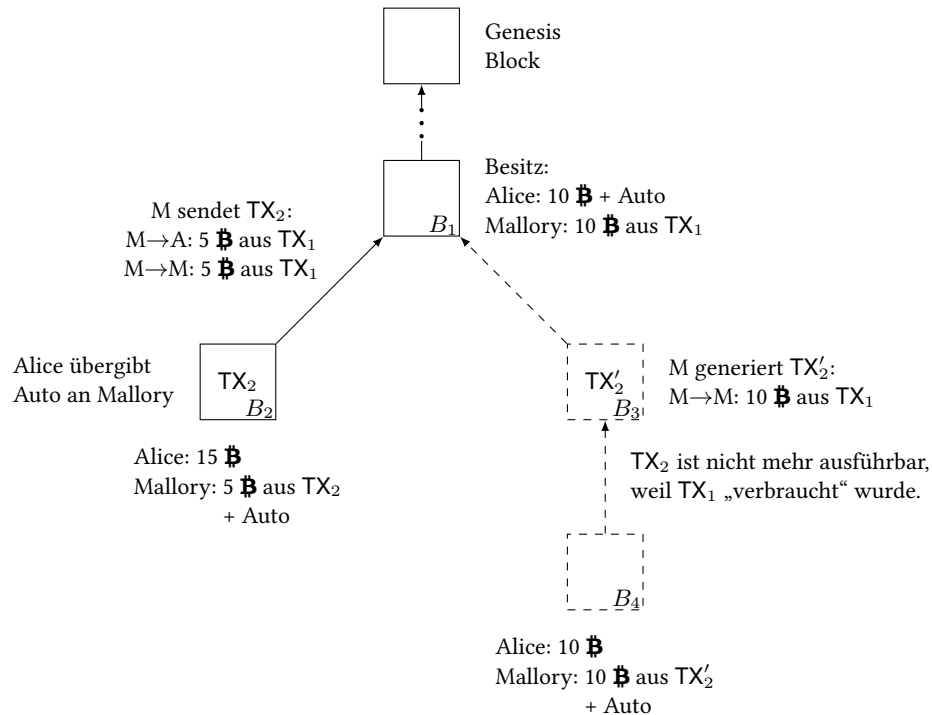 Genesis
Block
Besitz:
Alice: 10 ₿ + Auto
Mallory: 10 ₿ aus TX₁
B₁
M sendet TX₂:
M→A: 5 ₿ aus TX₁
M→M: 5 ₿ aus TX₁
Alice übergibt
Auto an Mallory
TX₂
B₂
Alice: 15 ₿
Mallory: 5 ₿ aus TX₂
+ Auto
TX′₂
B₃
M generiert TX′₂:
M→M: 10 ₿ aus TX₁
TX₂ ist nicht mehr ausführbar,
weil TX₁ „verbraucht“ wurde.
B₄
Alice: 10 ₿
Mallory: 10 ₿ aus TX′₂
+ Auto